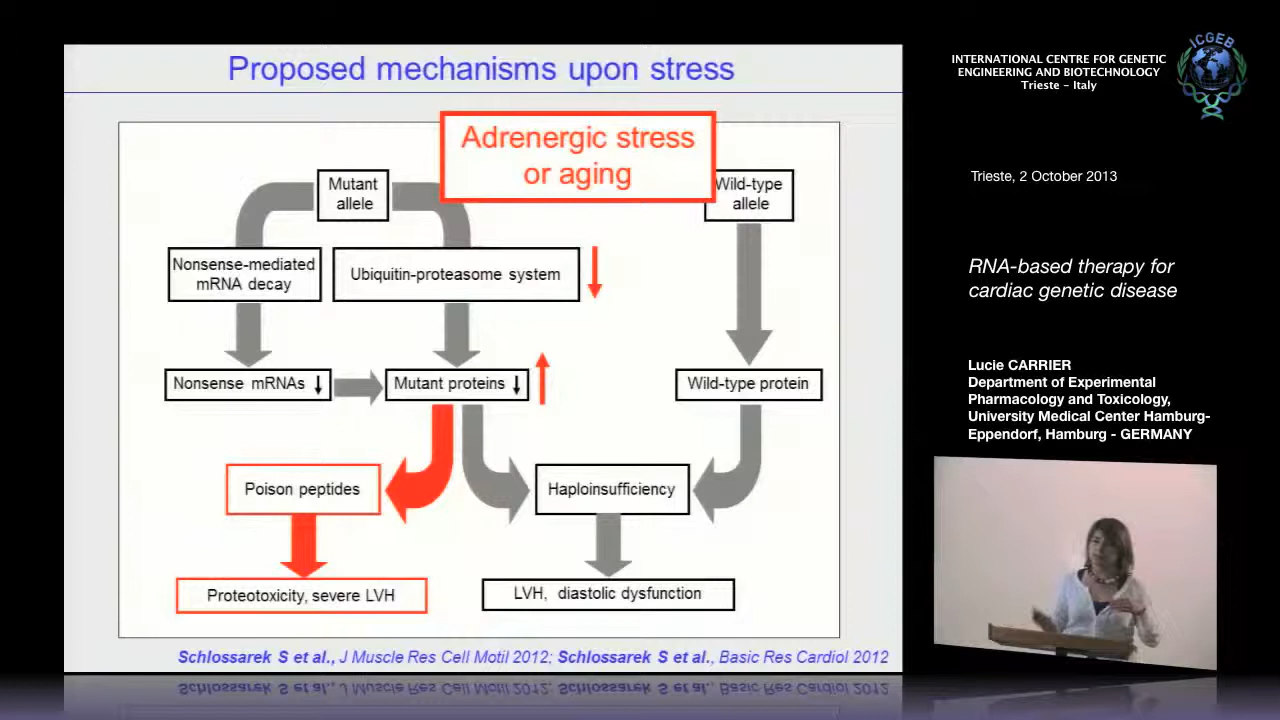 Proposed mechanisms upon stress
Adrenergic stress
or aging
Mutant
allele
Wild-type
allele
Nonsense-mediated
mRNA decay
Ubiquitin-proteasome system
Nonsense mRNAs ↓
Mutant proteins ↓
Wild-type protein
Poison peptides
Haploinsufficiency
Proteotoxicity, severe LVH
LVH, diastolic dysfunction
Schlossarek S et al., J Muscle Res Cell Motil 2012; Schlossarek S et al., Basic Res Cardiol 2012
INTERNATIONAL CENTRE FOR GENETIC
ENGINEERING AND BIOTECHNOLOGY
Trieste - Italy
ICGEB
Trieste, 2 October 2013
RNA-based therapy for
cardiac genetic disease
Lucie CARRIER
Department of Experimental
Pharmacology and Toxicology,
University Medical Center Hamburg-
Eppendorf, Hamburg - GERMANY